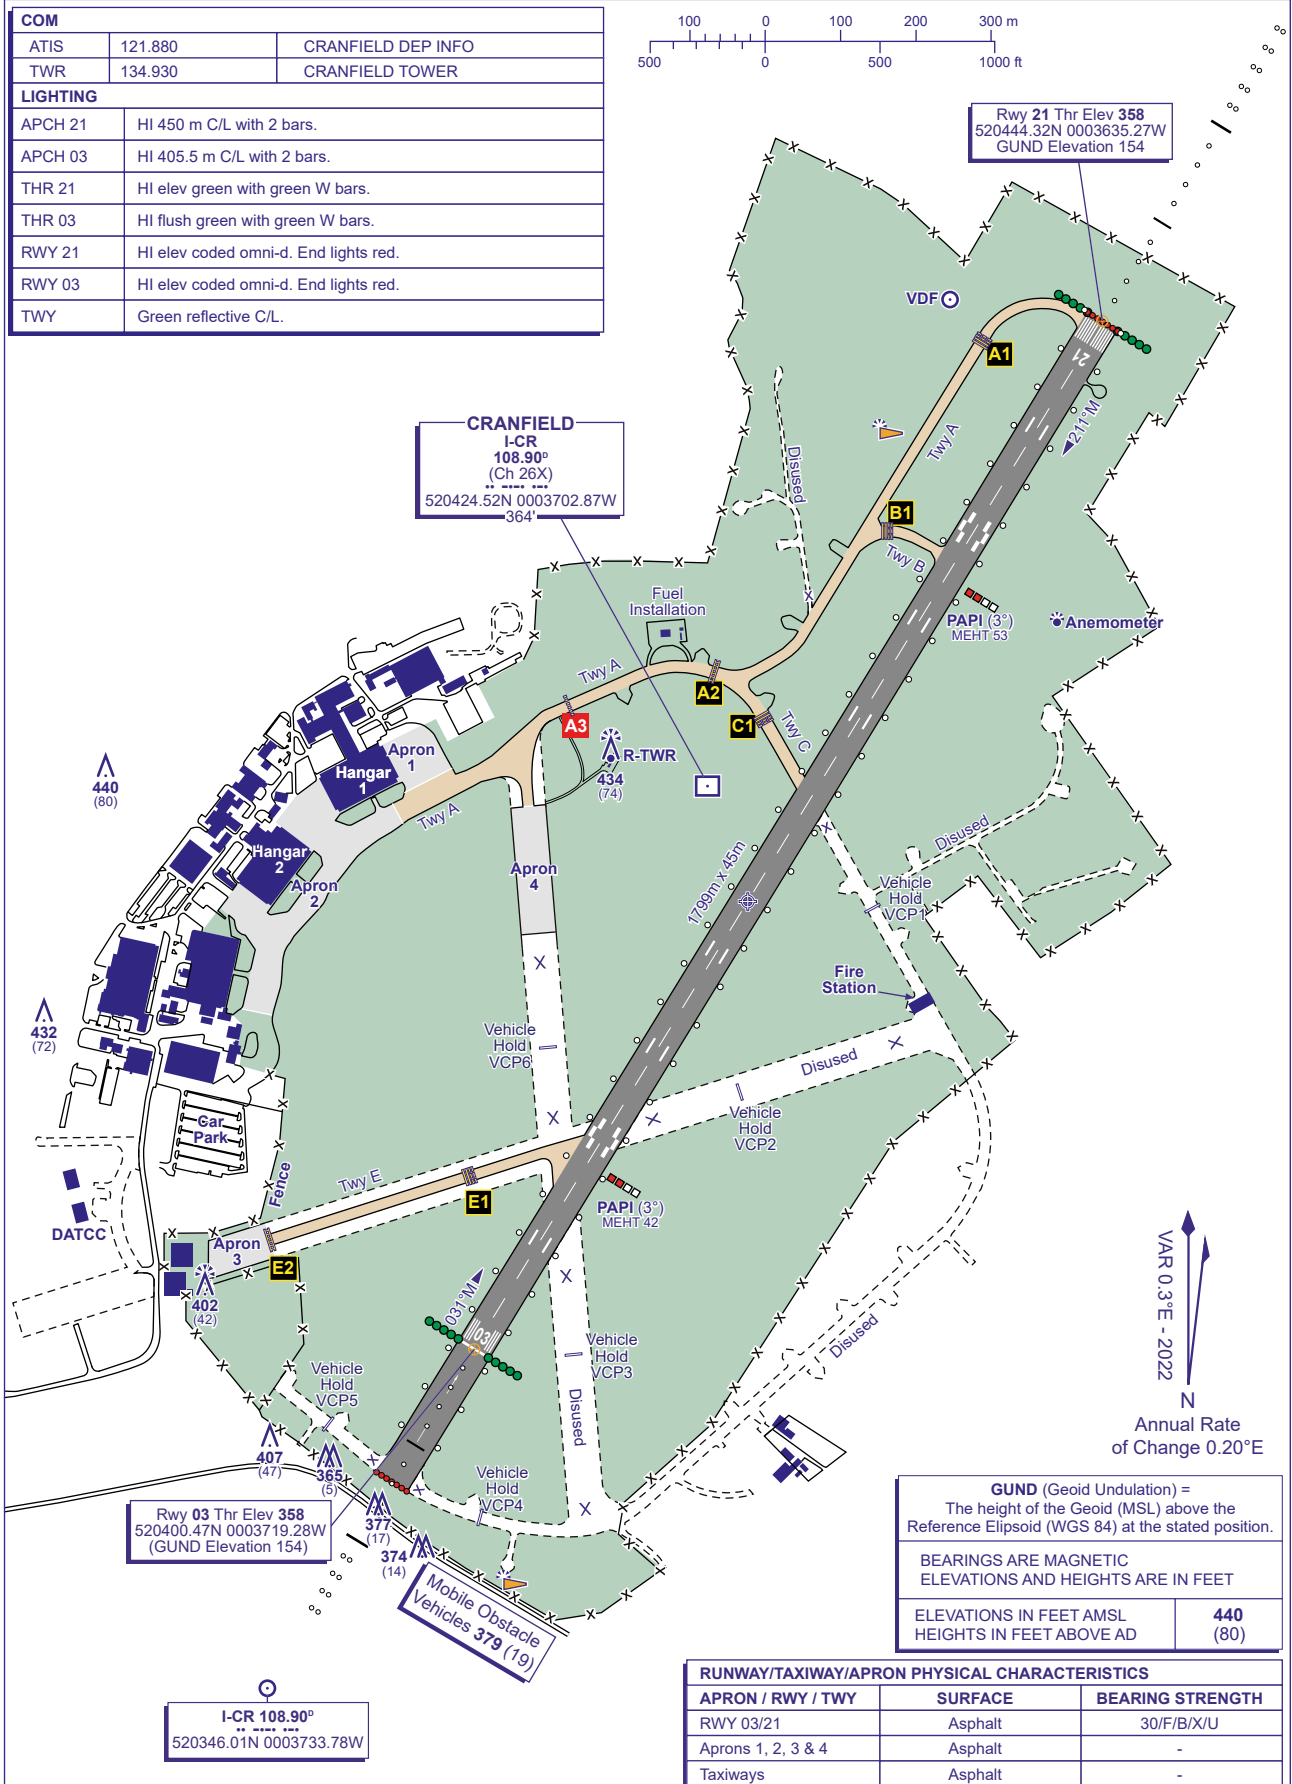 COM
ATIS 121.880 CRANFIELD DEP INFO
TWR 134.930 CRANFIELD TOWER
LIGHTING
APCH 21 HI 450 m C/L with 2 bars.
APCH 03 HI 405.5 m C/L with 2 bars.
THR 21 HI elev green with green W bars.
THR 03 HI flush green with green W bars.
RWY 21 HI elev coded omni-d. End lights red.
RWY 03 HI elev coded omni-d. End lights red.
TWY Green reflective C/L.
100 0 100 200 300 m
500 0 500 1000 ft
Rwy 21 Thr Elev 358
520444.32N 0003635.27W
GUND Elevation 154
VDF
A1
21
211°M
Twy A
CRANFIELD
I-CR
108.90D
(Ch 26X)
520424.52N 0003702.87W
364'
Disused
B1
Twy B
Fuel
Installation
PAPI (3°)
MEHT 53
Anemometer
Twy A
A2
C1
Twy C
A3
R-TWR
434
(74)
Apron
1
Hangar
1
Twy A
440
(80)
Hangar
2
Apron
2
Apron
4
1799m x 45m
Disused
Vehicle
Hold
VCP1
Fire
Station
432
(72)
Vehicle
Hold
VCP6
Disused
Vehicle
Hold
VCP2
Car
Park
Fence
Twy E
E1
PAPI (3°)
MEHT 42
DATCC
Apron
3
E2
402
(42)
031°M
03
Vehicle
Hold
VCP3
Disused
Disused
VAR 0.3°E - 2022
N
Annual Rate
of Change 0.20°E
Vehicle
Hold
VCP5
407
(47)
365
(5)
Vehicle
Hold
VCP4
377
(17)
374
(14)
Rwy 03 Thr Elev 358
520400.47N 0003719.28W
(GUND Elevation 154)
Mobile Obstacle
Vehicles 379 (19)
GUND (Geoid Undulation) =
The height of the Geoid (MSL) above the
Reference Elipsoid (WGS 84) at the stated position.
BEARINGS ARE MAGNETIC
ELEVATIONS AND HEIGHTS ARE IN FEET
ELEVATIONS IN FEET AMSL 440
HEIGHTS IN FEET ABOVE AD (80)
I-CR 108.90D
520346.01N 0003733.78W
RUNWAY/TAXIWAY/APRON PHYSICAL CHARACTERISTICS
APRON / RWY / TWY SURFACE BEARING STRENGTH
RWY 03/21 Asphalt 30/F/B/X/U
Aprons 1, 2, 3 & 4 Asphalt -
Taxiways Asphalt -